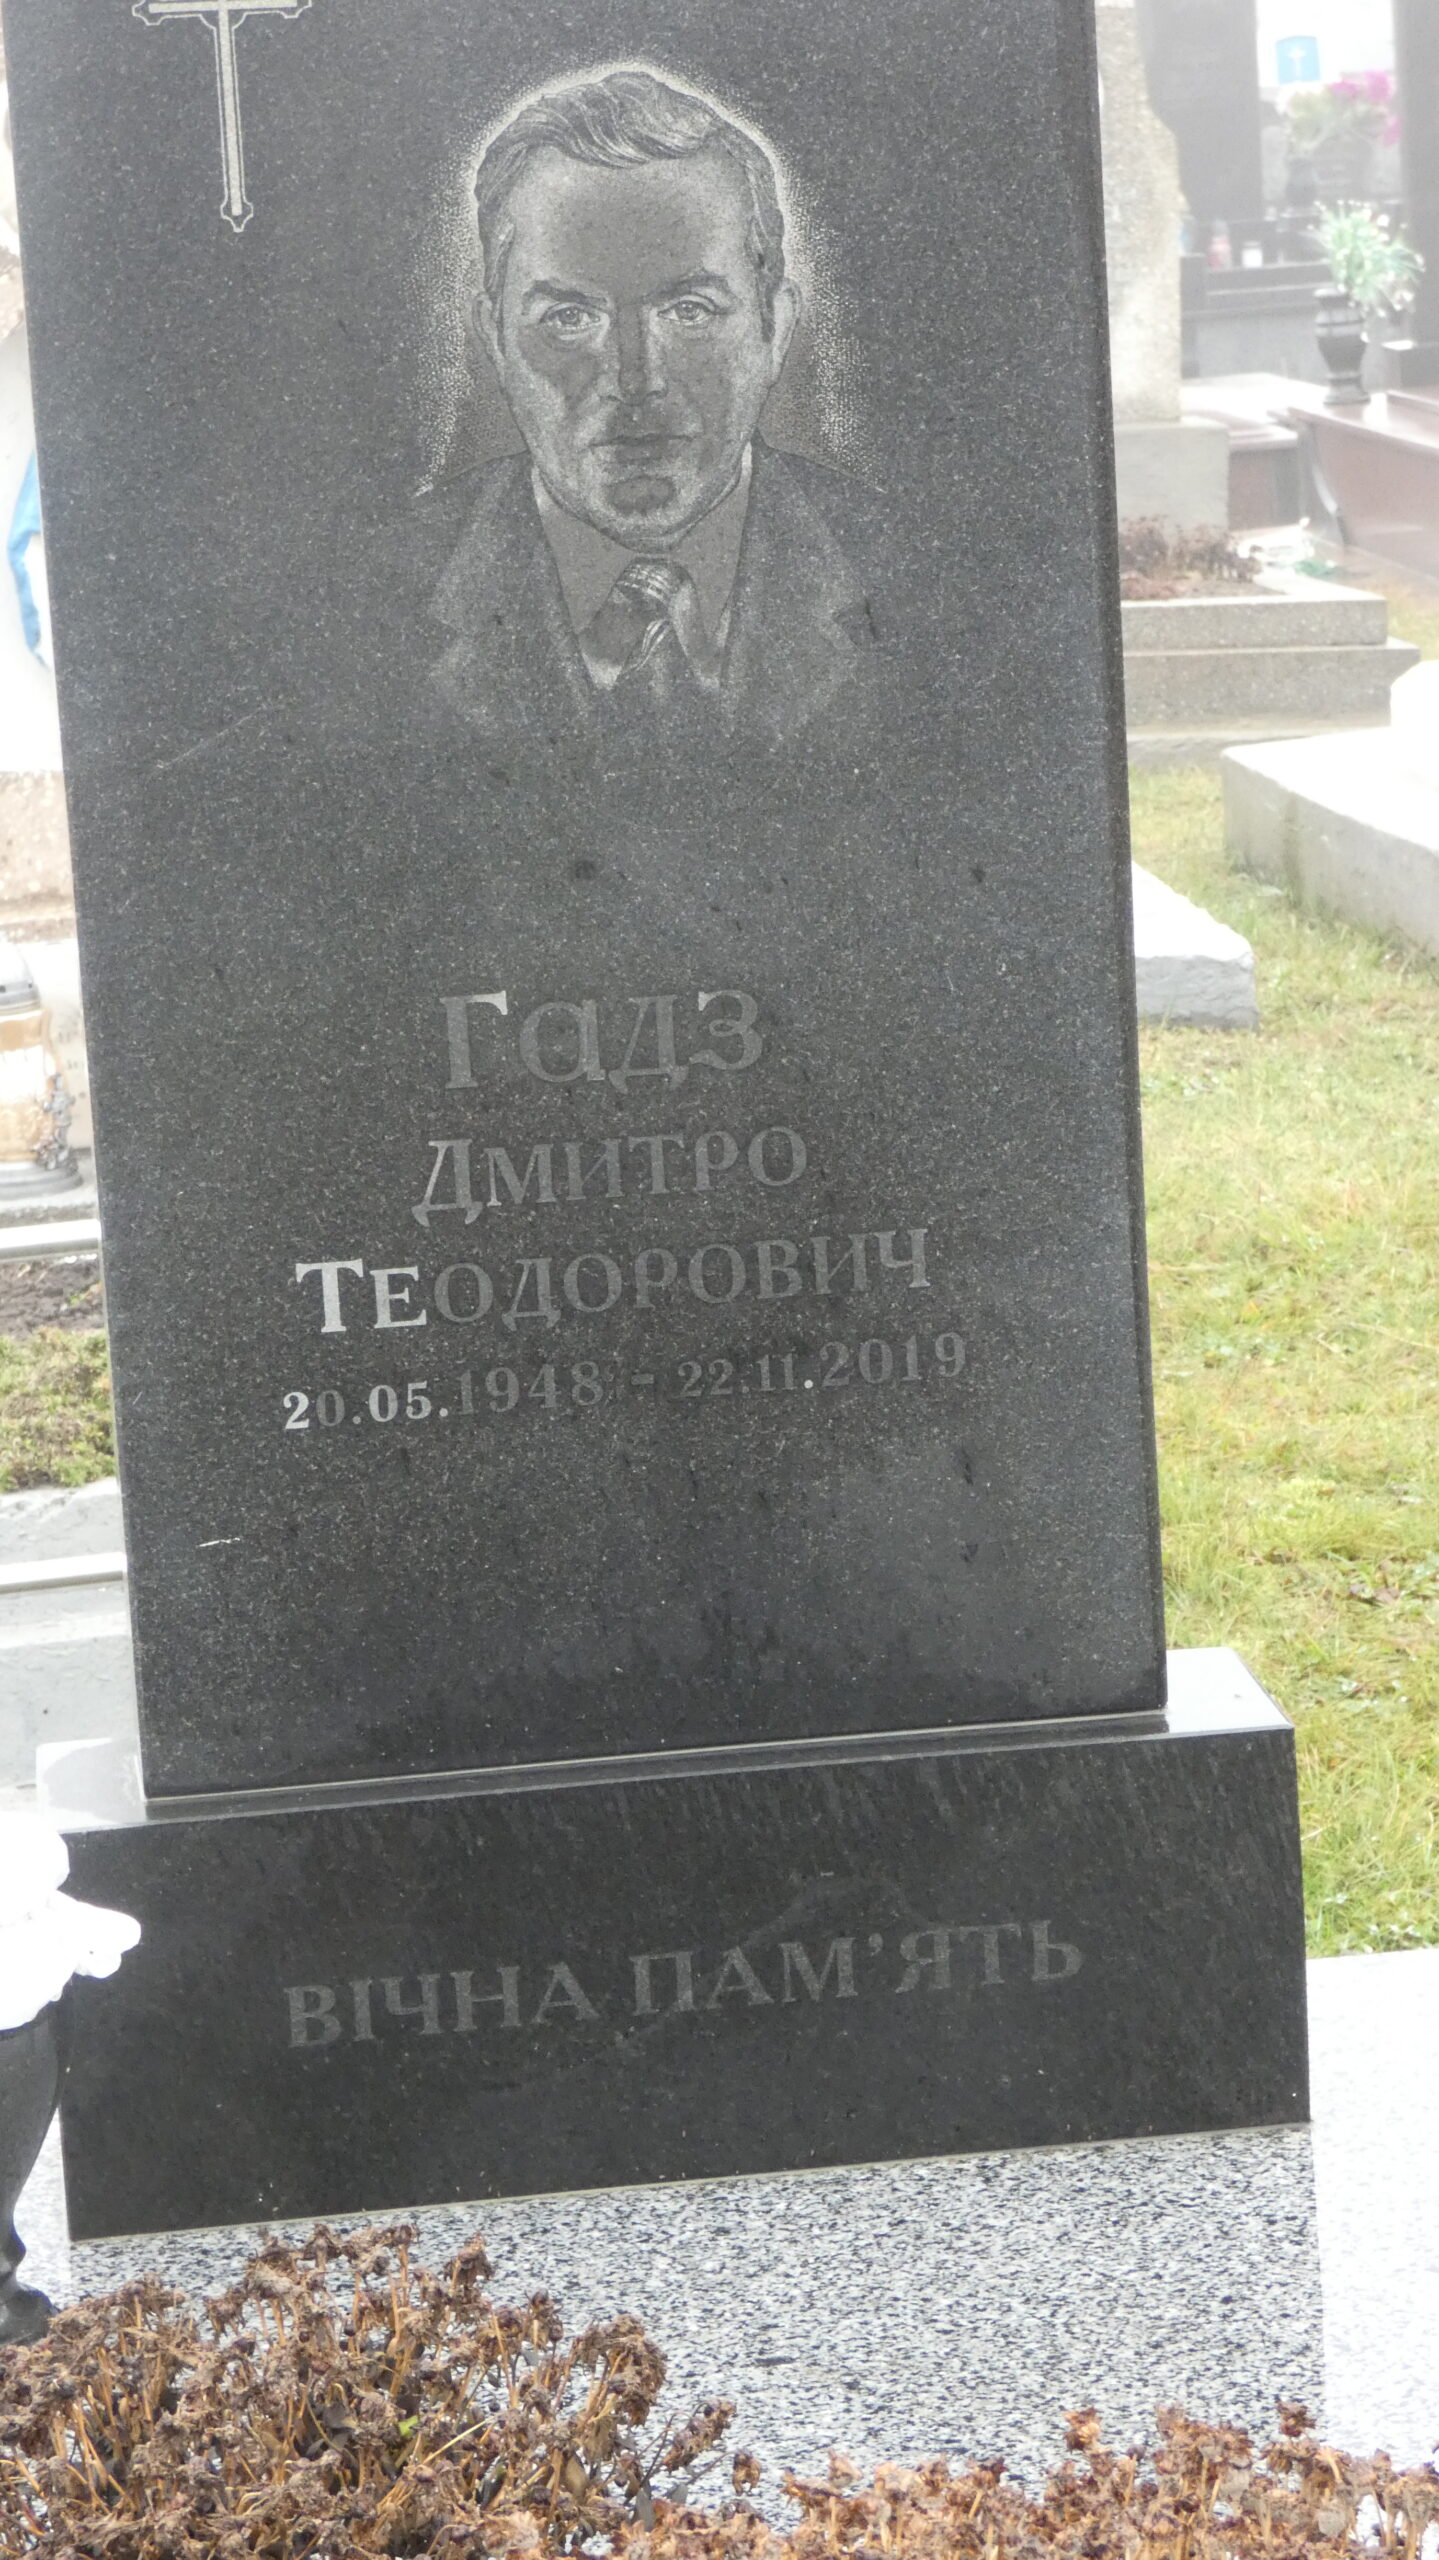 Гадз
Дмитро
Теодорович
20.05.1948 - 22.11.2019
ВІЧНА ПАМ’ЯТЬ